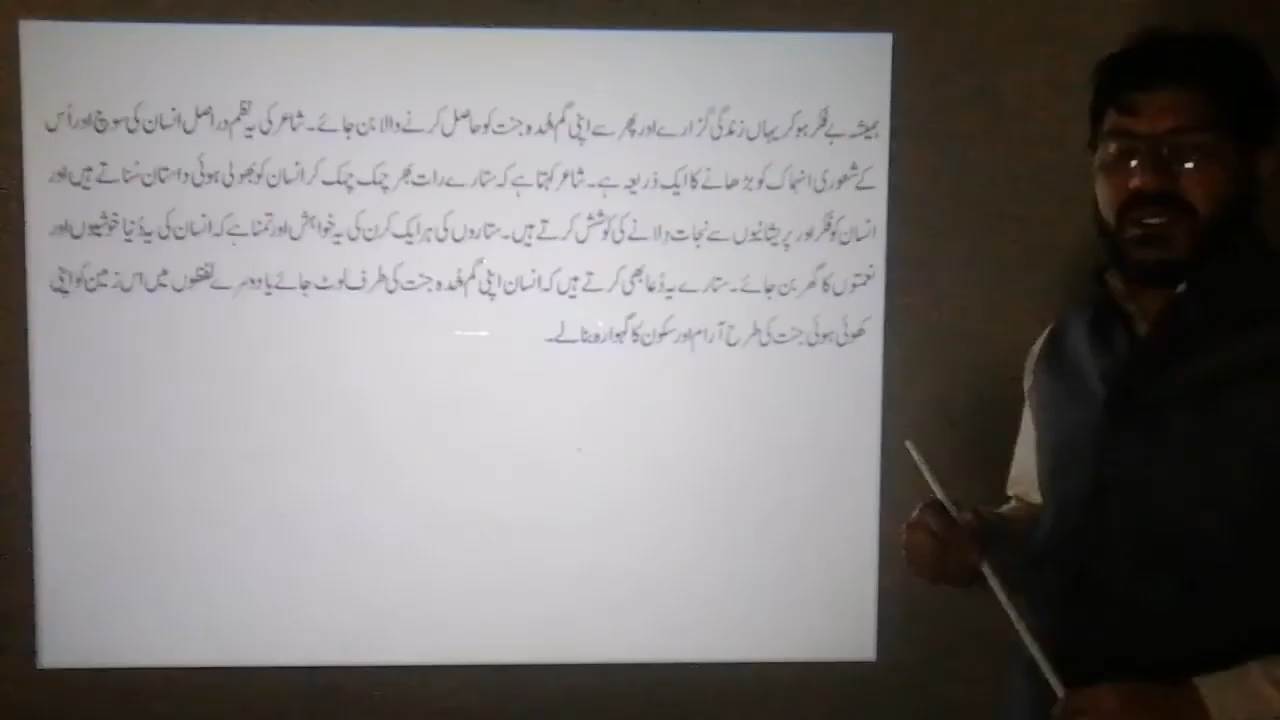 ہمیشہ بے فکر ہو کر یہاں زندگی گزارے اور پھر سے اپنی گم شدہ جنت کو حاصل کرنے والا بن جائے۔ شاعر کی یہ نظم دراصل انسان کی سوچ اور اُس
کے شعوری انہماک کو بڑھانے کا ایک ذریعہ ہے۔ شاعر کہتا ہے کہ ستارے رات بھر چمک چمک کر انسان کو بھولی ہوئی داستان سُناتے ہیں اور
انسان کو فکر اور پریشانیوں سے نجات دلانے کی کوشش کرتے ہیں۔ ستاروں کی ہر ایک کرن کی یہ خواہش اور تمنا ہے کہ انسان کی یہ دُنیا خوشیوں اور
نعمتوں کا گھر بن جائے۔ ستارے یہ دُعا بھی کرتے ہیں کہ انسان اپنی گم شدہ جنت کی طرف لوٹ جائے یا دوسرے لفظوں میں اس زمین کو اپنی
کھوئی ہوئی جنت کی طرح آرام اور سکون کا گہوارہ بنا لے۔